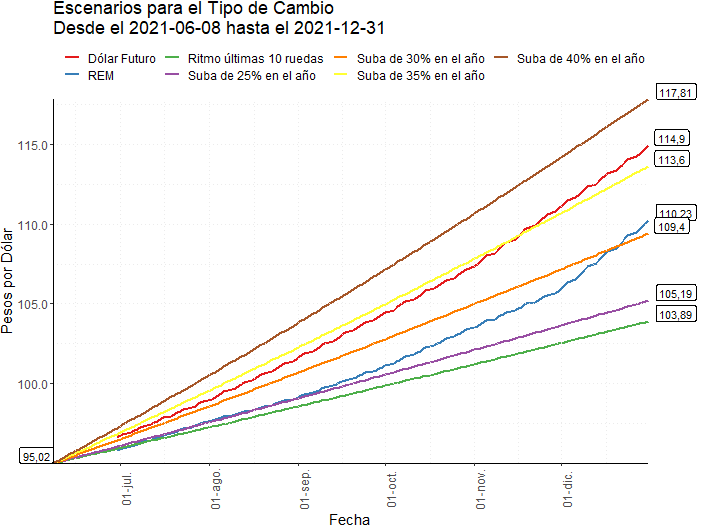 Escenarios para el Tipo de Cambio
Desde el 2021-06-08 hasta el 2021-12-31
Dólar Futuro
Ritmo últimas 10 ruedas
Suba de 30% en el año
Suba de 40% en el año
REM
Suba de 25% en el año
Suba de 35% en el año
117,81
115.0
114,9
113,6
110,23
110.0
109,4
105,19
105.0
103,89
100.0
95,02
Pesos por Dólar
01-jul.
01-ago.
01-sep.
01-oct.
01-nov.
01-dic.
Fecha